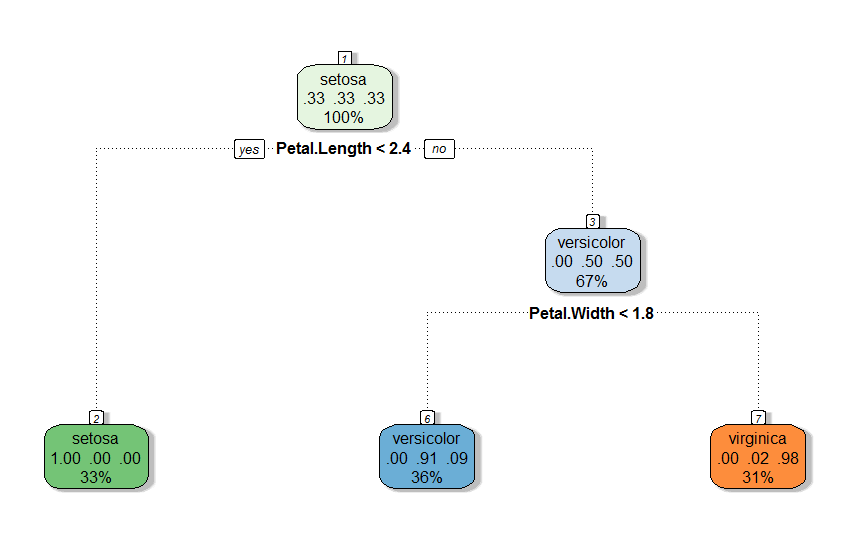 1
setosa
.33 .33 .33
100%
yes Petal.Length < 2.4 no
3
versicolor
.00 .50 .50
67%
Petal.Width < 1.8
2
setosa
1.00 .00 .00
33%
6
versicolor
.00 .91 .09
36%
7
virginica
.00 .02 .98
31%